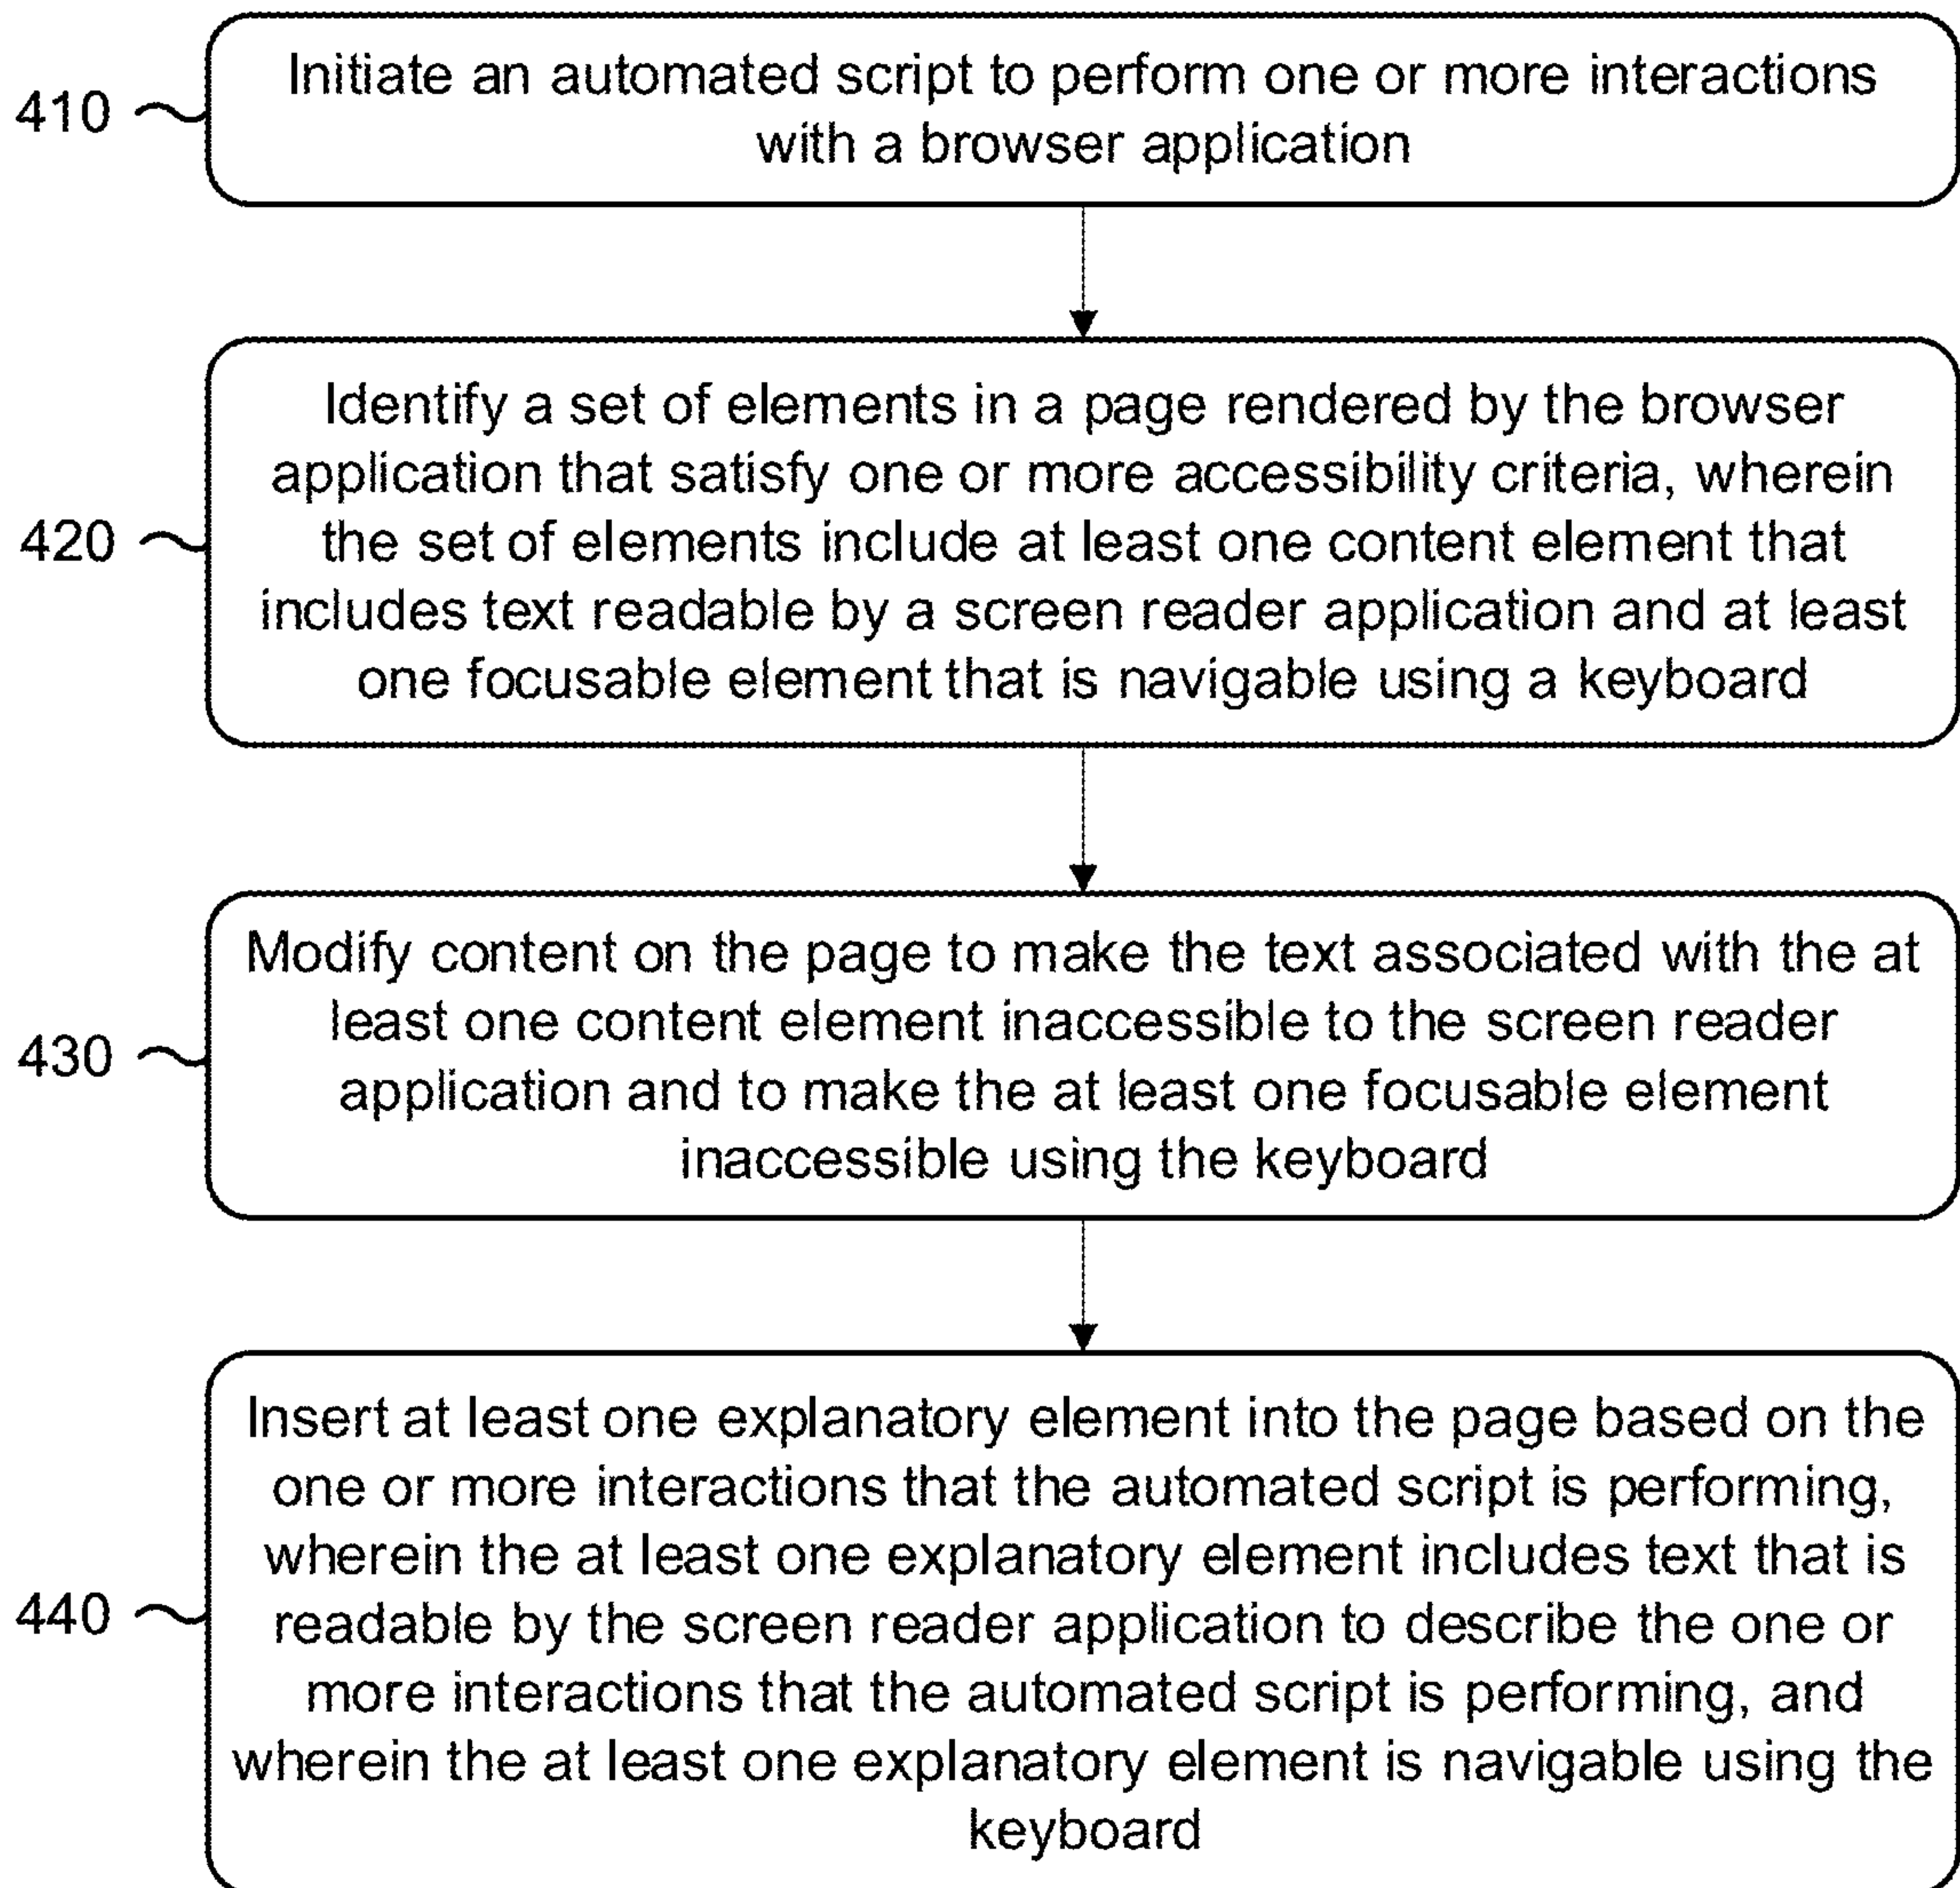 410
Initiate an automated script to perform one or more interactions
with a browser application
420
Identify a set of elements in a page rendered by the browser
application that satisfy one or more accessibility criteria, wherein
the set of elements include at least one content element that
includes text readable by a screen reader application and at least
one focusable element that is navigable using a keyboard
430
Modify content on the page to make the text associated with the at
least one content element inaccessible to the screen reader
application and to make the at least one focusable element
inaccessible using the keyboard
440
Insert at least one explanatory element into the page based on the
one or more interactions that the automated script is performing,
wherein the at least one explanatory element includes text that is
readable by the screen reader application to describe the one or
more interactions that the automated script is performing, and
wherein the at least one explanatory element is navigable using the
keyboard